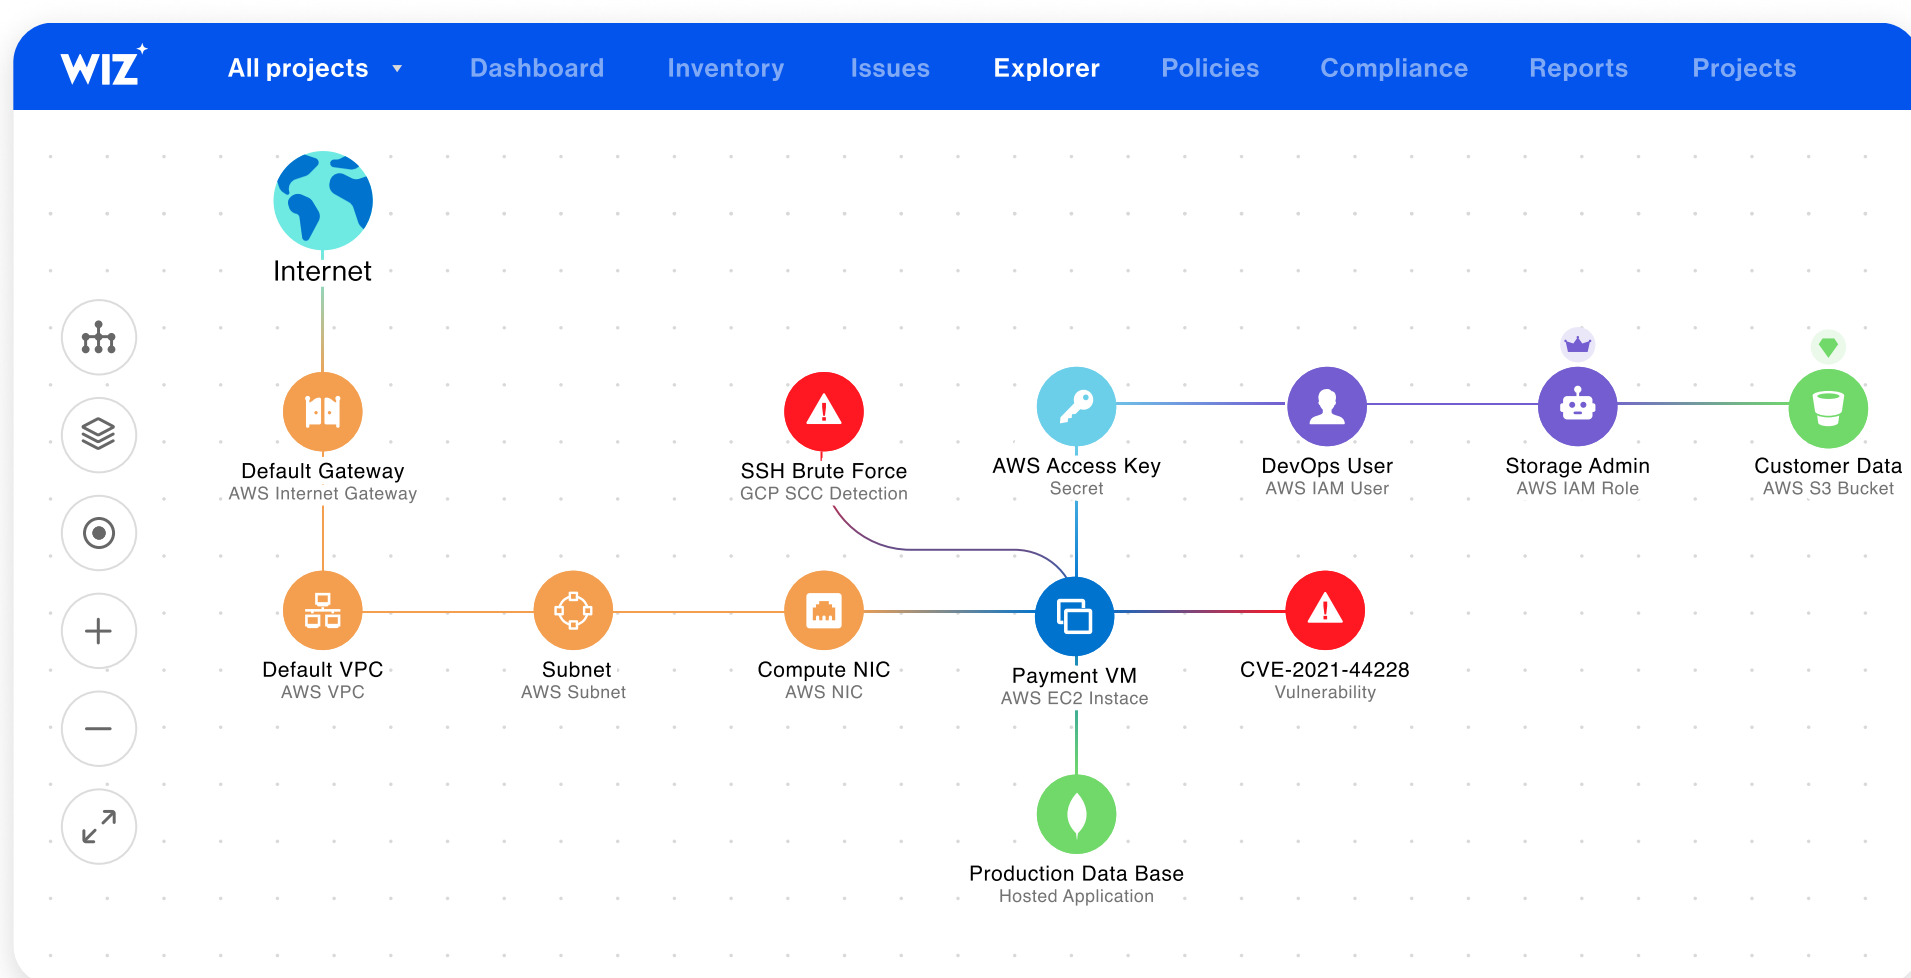 WIZ
All projects
Dashboard
Inventory
Issues
Explorer
Policies
Compliance
Reports
Projects
Internet
Default Gateway
AWS Internet Gateway
SSH Brute Force
GCP SCC Detection
AWS Access Key
Secret
DevOps User
AWS IAM User
Storage Admin
AWS IAM Role
Customer Data
AWS S3 Bucket
Default VPC
AWS VPC
Subnet
AWS Subnet
Compute NIC
AWS NIC
Payment VM
AWS EC2 Instace
CVE-2021-44228
Vulnerability
Production Data Base
Hosted Application